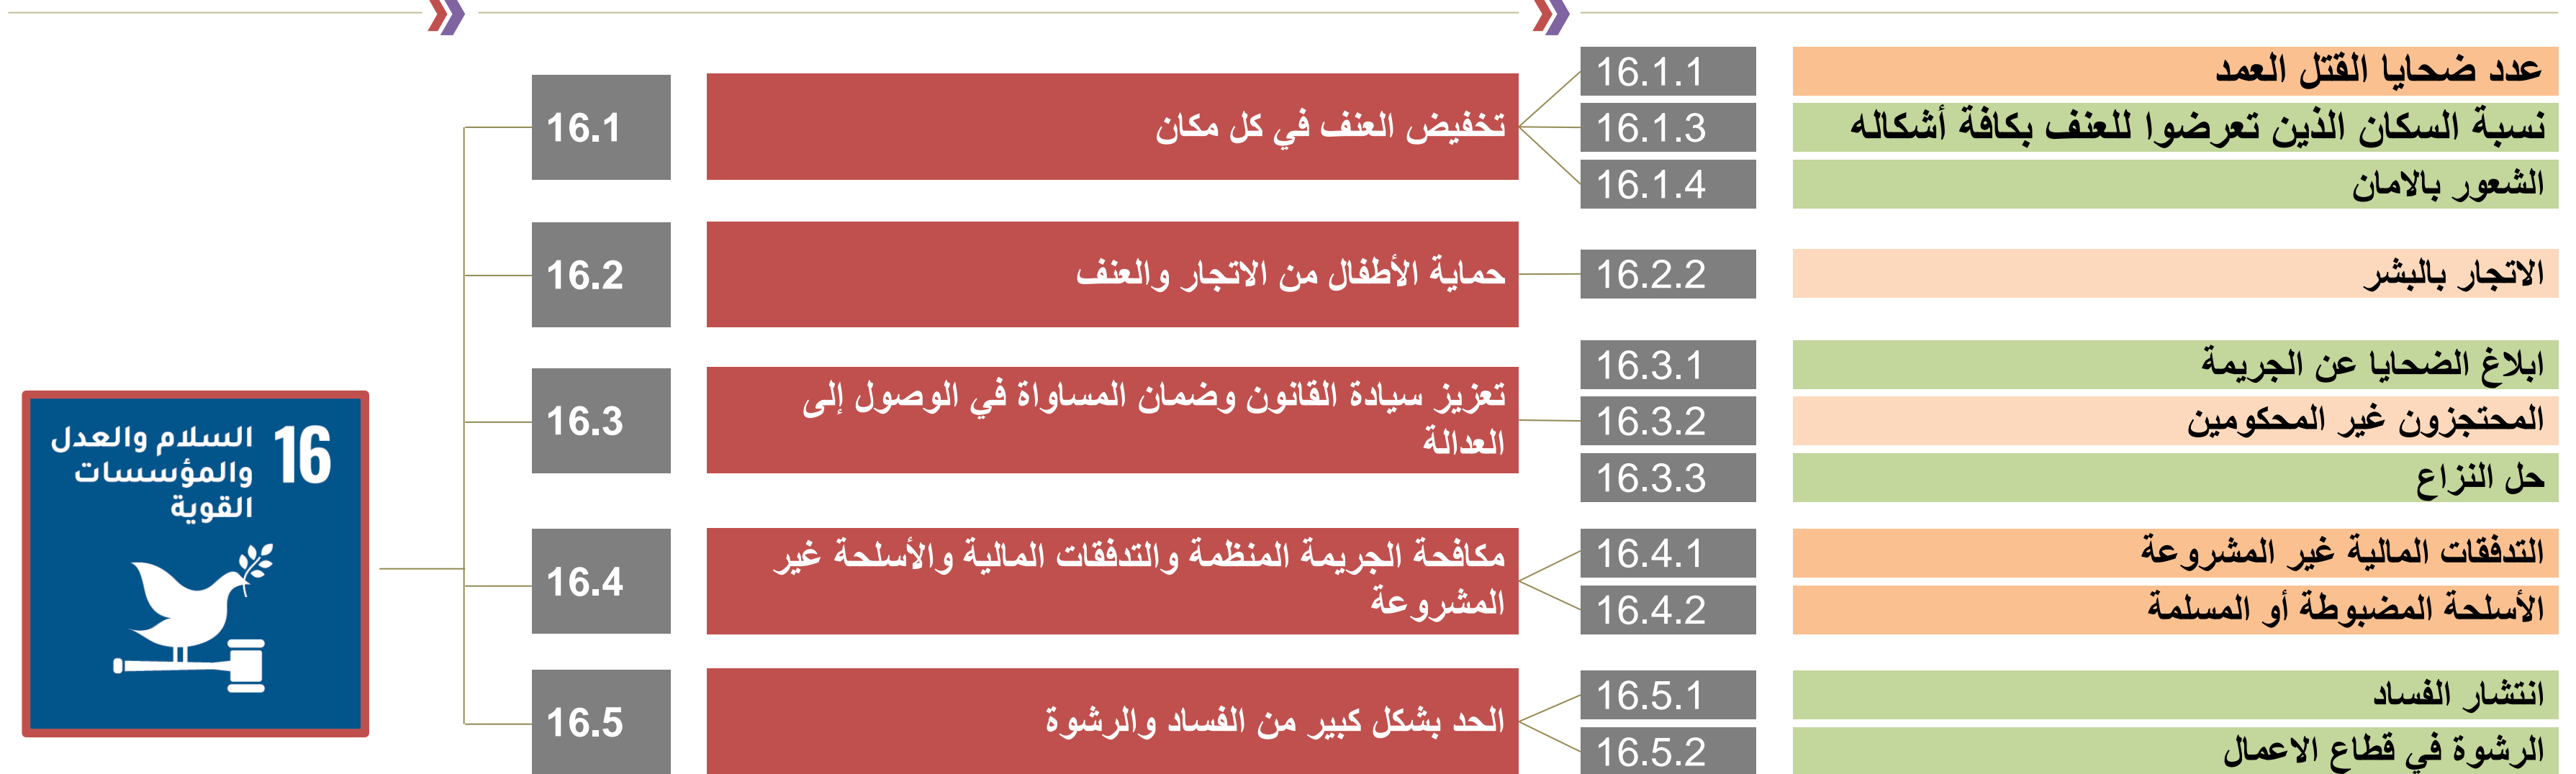 16 السلام والعدل
والمؤسسات
القوية
16.1
تخفيض العنف في كل مكان
16.1.1
عدد ضحايا القتل العمد
16.1.3
نسبة السكان الذين تعرضوا للعنف بكافة أشكاله
16.1.4
الشعور بالامان
16.2
حماية الأطفال من الاتجار والعنف
16.2.2
الاتجار بالبشر
16.3
تعزيز سيادة القانون وضمان المساواة في الوصول إلى
العدالة
16.3.1
ابلاغ الضحايا عن الجريمة
16.3.2
المحتجزون غير المحكومين
16.3.3
حل النزاع
16.4
مكافحة الجريمة المنظمة والتدفقات المالية والأسلحة غير
المشروعة
16.4.1
التدفقات المالية غير المشروعة
16.4.2
الأسلحة المضبوطة أو المسلمة
16.5
الحد بشكل كبير من الفساد والرشوة
16.5.1
انتشار الفساد
16.5.2
الرشوة في قطاع الاعمال